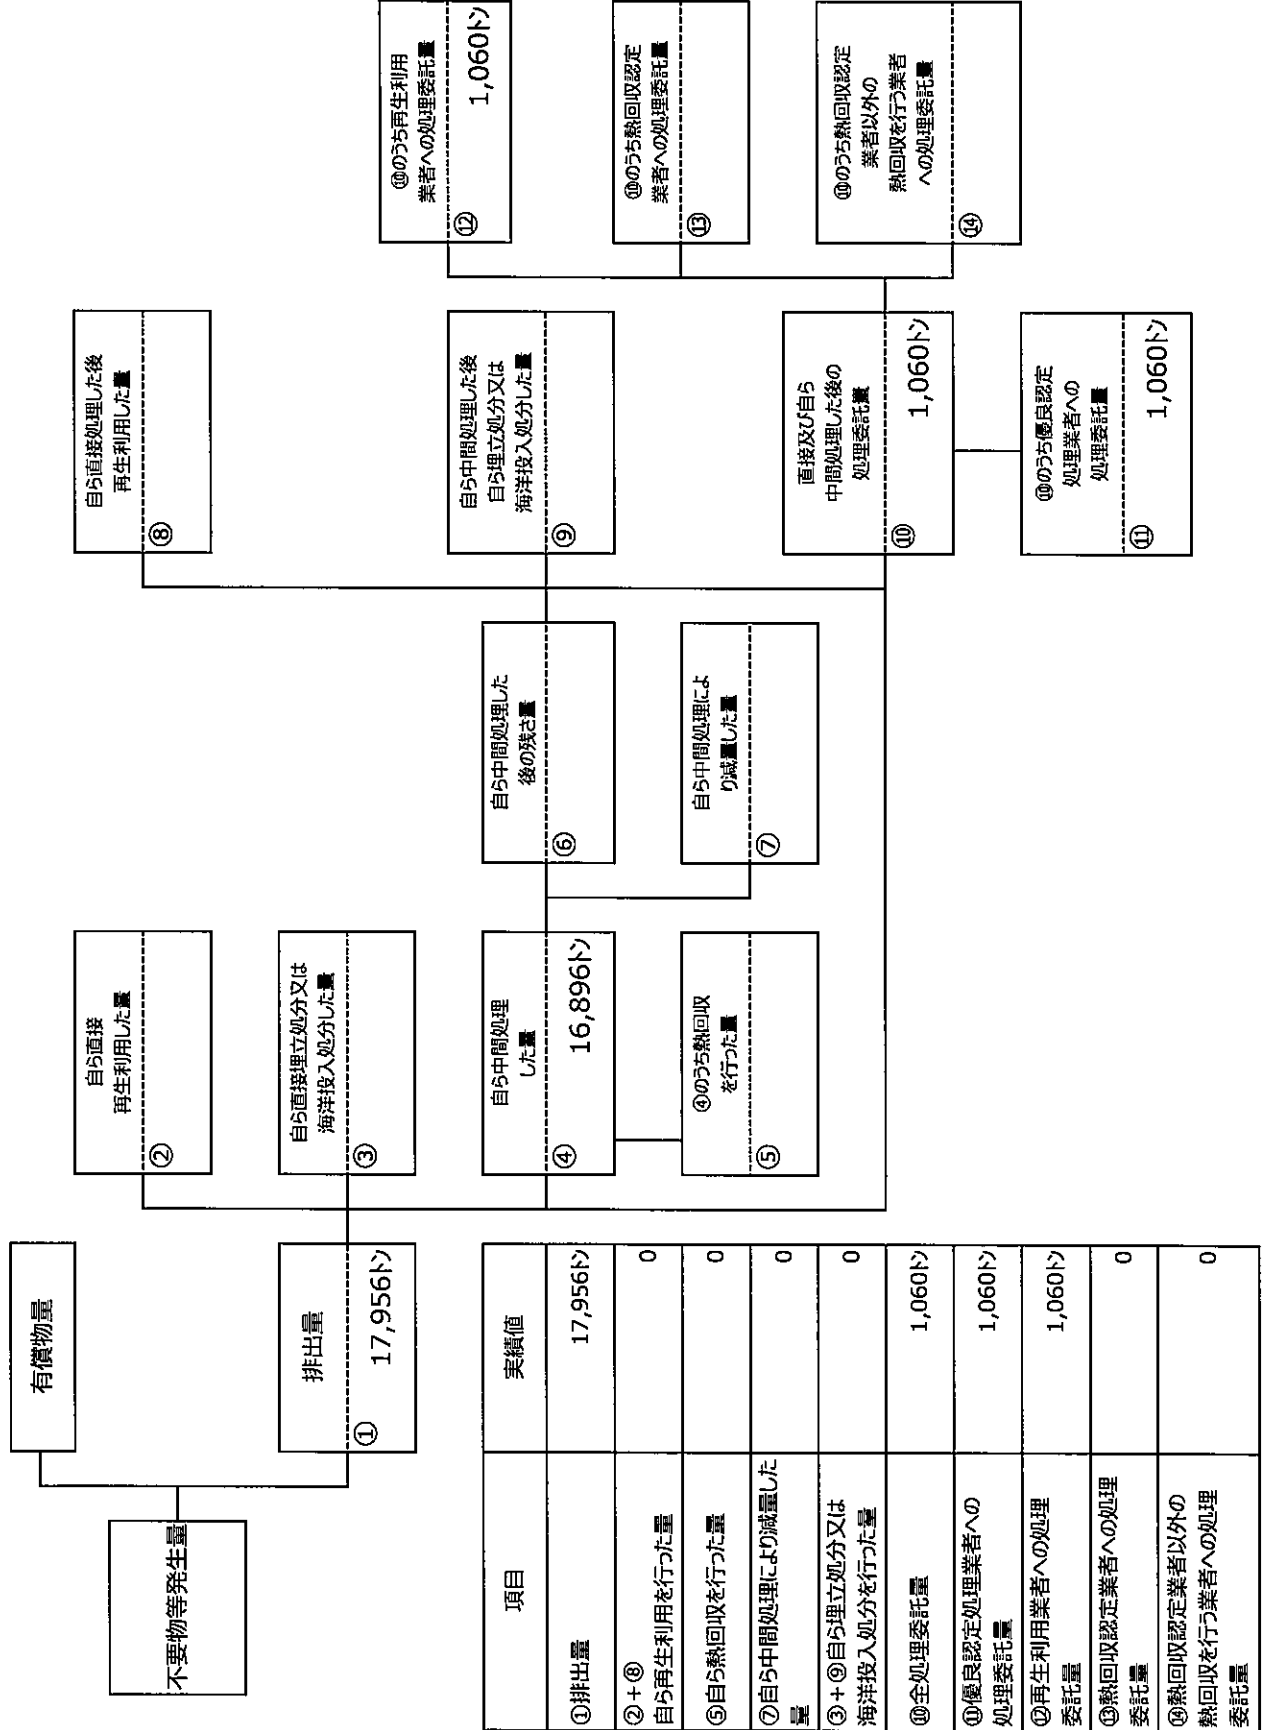 不要物等発生量
有償物量
排出量
①
17,956トン
自ら直接
再生利用した量
②
自ら直接埋立処分又は
海洋投入処分した量
③
自ら中間処理
した量
④
16,896トン
④のうち熱回収
を行った量
⑤
自ら中間処理した
後の残さ量
⑥
自ら中間処理によ
り減量した量
⑦
自ら直接処理した後
再生利用した量
⑧
自ら中間処理した後
自ら埋立処分又は
海洋投入処分した量
⑨
直接及び自ら
中間処理した後の
処理委託量
⑩
1,060トン
⑩のうち優良認定
処理業者への
処理委託量
⑪
1,060トン
⑩のうち再生利用
業者への処理委託量
⑫
1,060トン
⑩のうち熱回収認定
業者への処理委託量
⑬
⑩のうち熱回収認定
業者以外の
熱回収を行う業者
への処理委託量
⑭
項目 実績値
①排出量 17,956トン
②+⑧ 0
自ら再生利用を行った量
⑤自ら熱回収を行った量 0
⑦自ら中間処理により減量した 0
量
③+⑨自ら埋立処分又は 0
海洋投入処分を行った量
⑩全処理委託量 1,060トン
⑪優良認定処理業者への 1,060トン
処理委託量
⑫再生利用業者への処理 1,060トン
委託量
⑬熱回収認定業者への処理 0
委託量
⑭熱回収認定業者以外の 0
熱回収を行う業者への処理
委託量